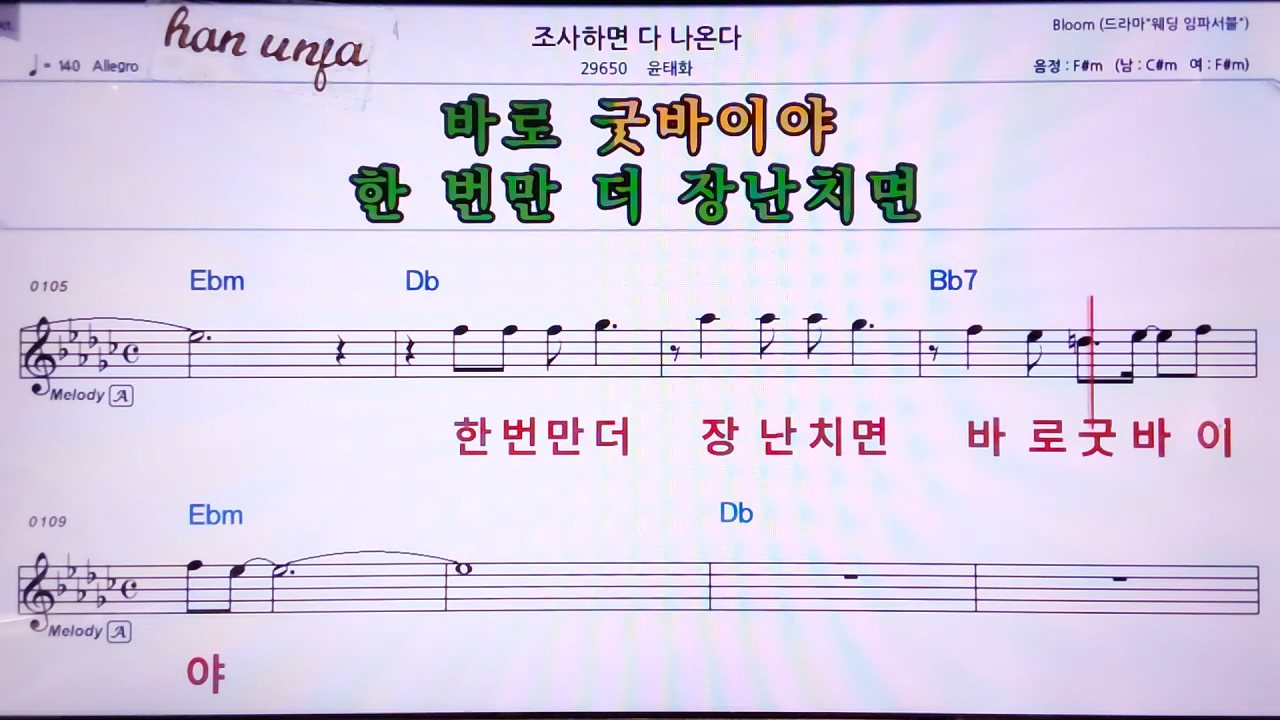 han unfa
조사하면 다 나온다
Bloom (드라마"웨딩 임파서블")
♩= 140 Allegro
29650 윤태화
음정 : F#m (남 : C#m 여 : F#m)
바로 굿바이야
한 번만 더 장난치면
0105 Ebm Db Bb7
Melody A
한번만더 장난치면 바로굿바이
0109 Ebm Db
Melody A
야